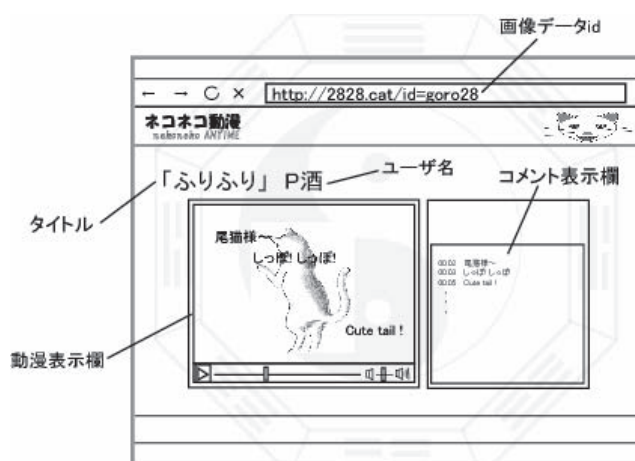 画像データid
← → C × http://2828.cat/id=goro28
ネコネコ動漫
nekoneko ANTIME
「ふりふり」 P酒
ユーザ名
コメント表示欄
タイトル
尾猫様～
しっぽ! しっぽ!
Cute tail !
00:02 尾猫様～
00:03 しっぽ! しっぽ!
00:05 Cute tail !
動漫表示欄